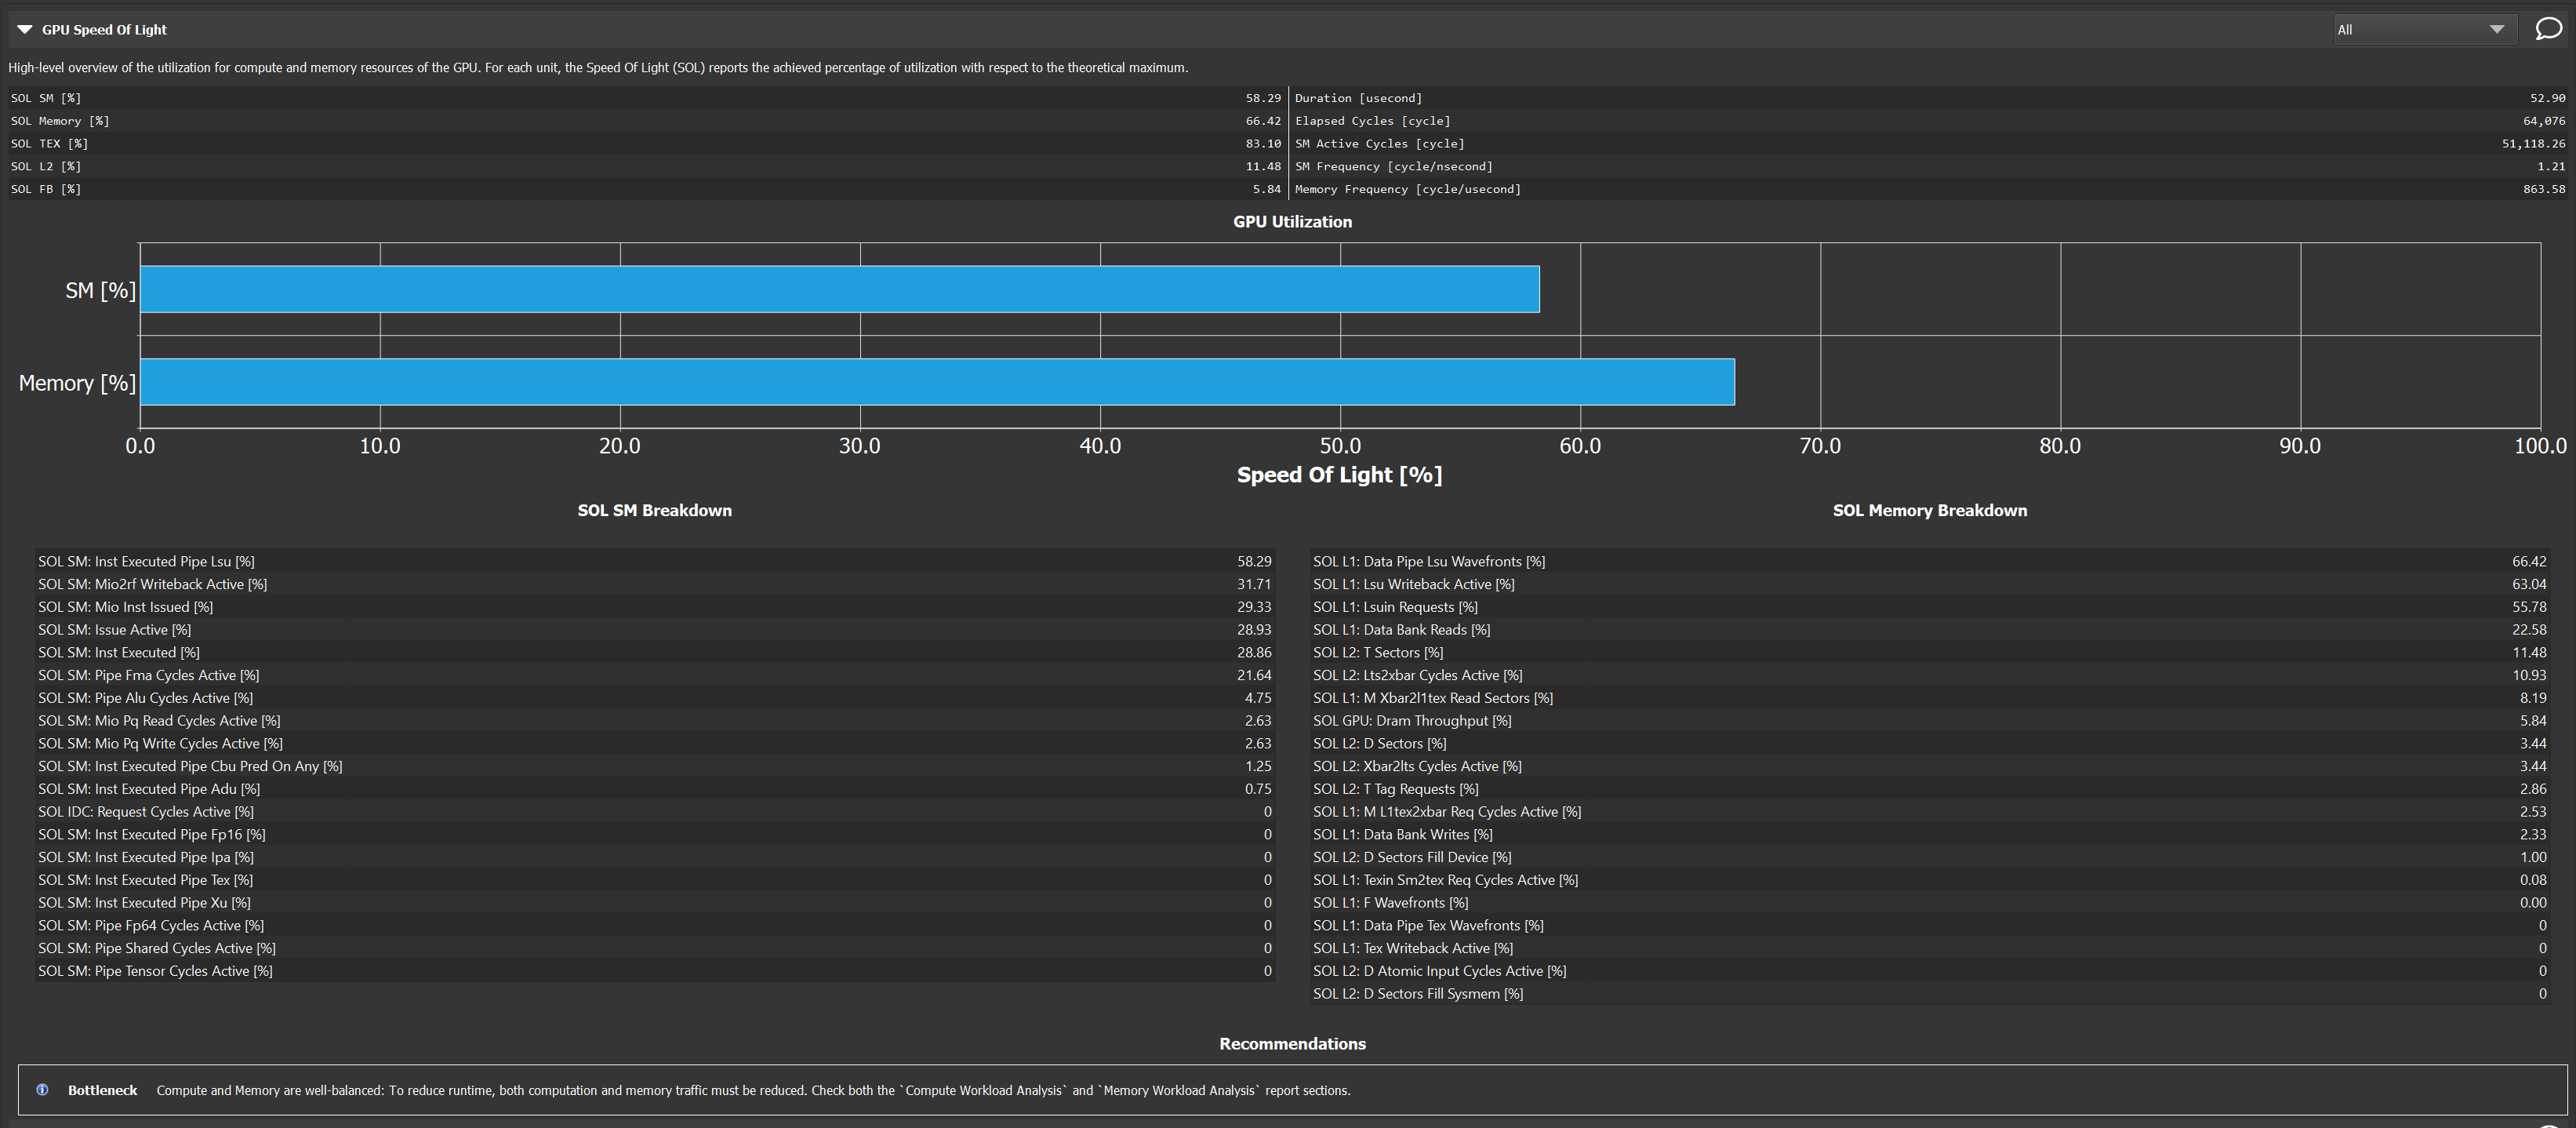 GPU Speed Of Light
All
High-level overview of the utilization for compute and memory resources of the GPU. For each unit, the Speed Of Light (SOL) reports the achieved percentage of utilization with respect to the theoretical maximum.
SOL SM [%] 58.29 Duration [usecond] 52.90
SOL Memory [%] 66.42 Elapsed Cycles [cycle] 64,076
SOL TEX [%] 83.10 SM Active Cycles [cycle] 51,118.26
SOL L2 [%] 11.48 SM Frequency [cycle/nsecond] 1.21
SOL FB [%] 5.84 Memory Frequency [cycle/usecond] 863.58
GPU Utilization
SM [%]
Memory [%]
0.0 10.0 20.0 30.0 40.0 50.0 60.0 70.0 80.0 90.0 100.0
Speed Of Light [%]
SOL SM Breakdown
SOL SM: Inst Executed Pipe Lsu [%] 58.29
SOL SM: Mio2rf Writeback Active [%] 31.71
SOL SM: Mio Inst Issued [%] 29.33
SOL SM: Issue Active [%] 28.93
SOL SM: Inst Executed [%] 28.86
SOL SM: Pipe Fma Cycles Active [%] 21.64
SOL SM: Pipe Alu Cycles Active [%] 4.75
SOL SM: Mio Pq Read Cycles Active [%] 2.63
SOL SM: Mio Pq Write Cycles Active [%] 2.63
SOL SM: Inst Executed Pipe Cbu Pred On Any [%] 1.25
SOL SM: Inst Executed Pipe Adu [%] 0.75
SOL IDC: Request Cycles Active [%] 0
SOL SM: Inst Executed Pipe Fp16 [%] 0
SOL SM: Inst Executed Pipe Ipa [%] 0
SOL SM: Inst Executed Pipe Tex [%] 0
SOL SM: Inst Executed Pipe Xu [%] 0
SOL SM: Pipe Fp64 Cycles Active [%] 0
SOL SM: Pipe Shared Cycles Active [%] 0
SOL SM: Pipe Tensor Cycles Active [%] 0
SOL Memory Breakdown
SOL L1: Data Pipe Lsu Wavefronts [%] 66.42
SOL L1: Lsu Writeback Active [%] 63.04
SOL L1: Lsuin Requests [%] 55.78
SOL L1: Data Bank Reads [%] 22.58
SOL L2: T Sectors [%] 11.48
SOL L2: Lts2xbar Cycles Active [%] 10.93
SOL L1: M Xbar2l1tex Read Sectors [%] 8.19
SOL GPU: Dram Throughput [%] 5.84
SOL L2: D Sectors [%] 3.44
SOL L2: Xbar2lts Cycles Active [%] 3.44
SOL L2: T Tag Requests [%] 2.86
SOL L1: M L1tex2xbar Req Cycles Active [%] 2.53
SOL L1: Data Bank Writes [%] 2.33
SOL L2: D Sectors Fill Device [%] 1.00
SOL L1: Texin Sm2tex Req Cycles Active [%] 0.08
SOL L1: F Wavefronts [%] 0.00
SOL L1: Data Pipe Tex Wavefronts [%] 0
SOL L1: Tex Writeback Active [%] 0
SOL L2: D Atomic Input Cycles Active [%] 0
SOL L2: D Sectors Fill Sysmem [%] 0
Recommendations
Bottleneck Compute and Memory are well-balanced: To reduce runtime, both computation and memory traffic must be reduced. Check both the `Compute Workload Analysis` and `Memory Workload Analysis` report sections.